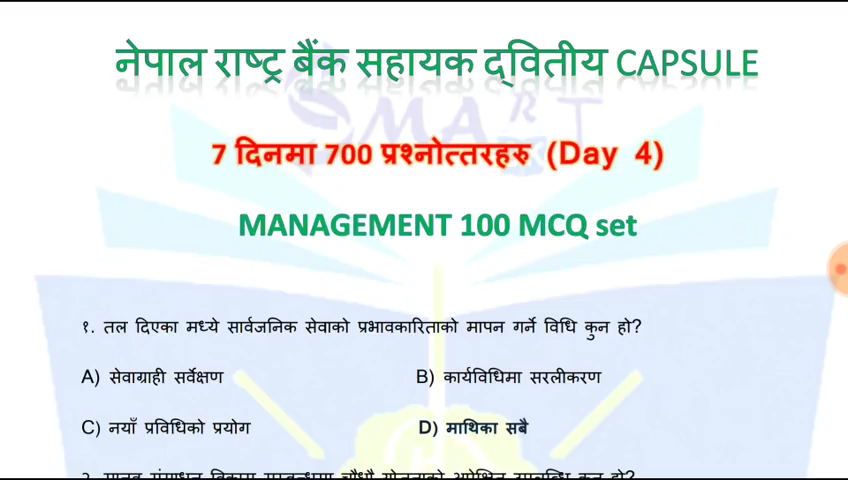 नेपाल राष्ट्र बैंक सहायक द्वितीय CAPSULE
SMART
7 दिनमा 700 प्रश्नोत्तरहरु (Day 4)
MANAGEMENT 100 MCQ set
१. तल दिएका मध्ये सार्वजनिक सेवाको प्रभावकारिताको मापन गर्ने विधि कुन हो?
A) सेवाग्राही सर्वेक्षण B) कार्यविधिमा सरलीकरण
C) नयाँ प्रविधिको प्रयोग D) माथिका सबै